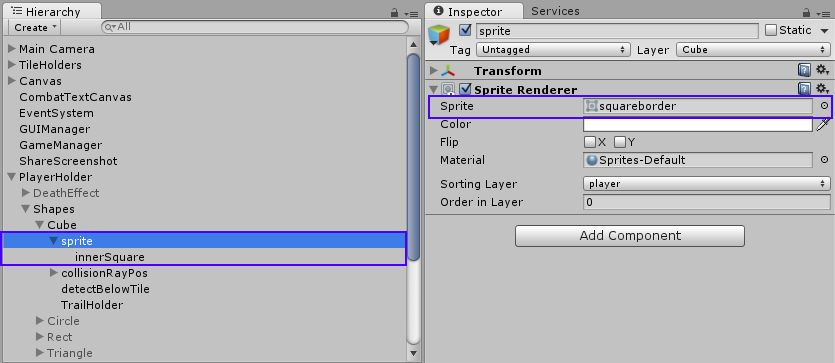 Hierarchy
Create
All
Main Camera
TileHolders
Canvas
CombatTextCanvas
EventSystem
GUIManager
GameManager
ShareScreenshot
PlayerHolder
DeathEffect
Shapes
Cube
sprite
innerSquare
collisionRayPos
detectBelowTile
TrailHolder
Circle
Rect
Triangle
Inspector Services
sprite Static
Tag Untagged Layer Cube
Transform
Sprite Renderer
Sprite squareborder
Color
Flip X Y
Material Sprites-Default
Sorting Layer player
Order in Layer 0
Add Component